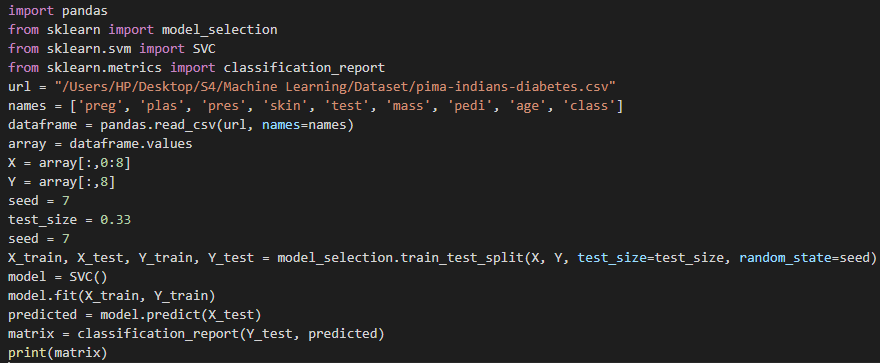 import pandas
from sklearn import model_selection
from sklearn.svm import SVC
from sklearn.metrics import classification_report
url = "/Users/HP/Desktop/S4/Machine Learning/Dataset/pima-indians-diabetes.csv"
names = ['preg', 'plas', 'pres', 'skin', 'test', 'mass', 'pedi', 'age', 'class']
dataframe = pandas.read_csv(url, names=names)
array = dataframe.values
X = array[:,0:8]
Y = array[:,8]
seed = 7
test_size = 0.33
seed = 7
X_train, X_test, Y_train, Y_test = model_selection.train_test_split(X, Y, test_size=test_size, random_state=seed)
model = SVC()
model.fit(X_train, Y_train)
predicted = model.predict(X_test)
matrix = classification_report(Y_test, predicted)
print(matrix)